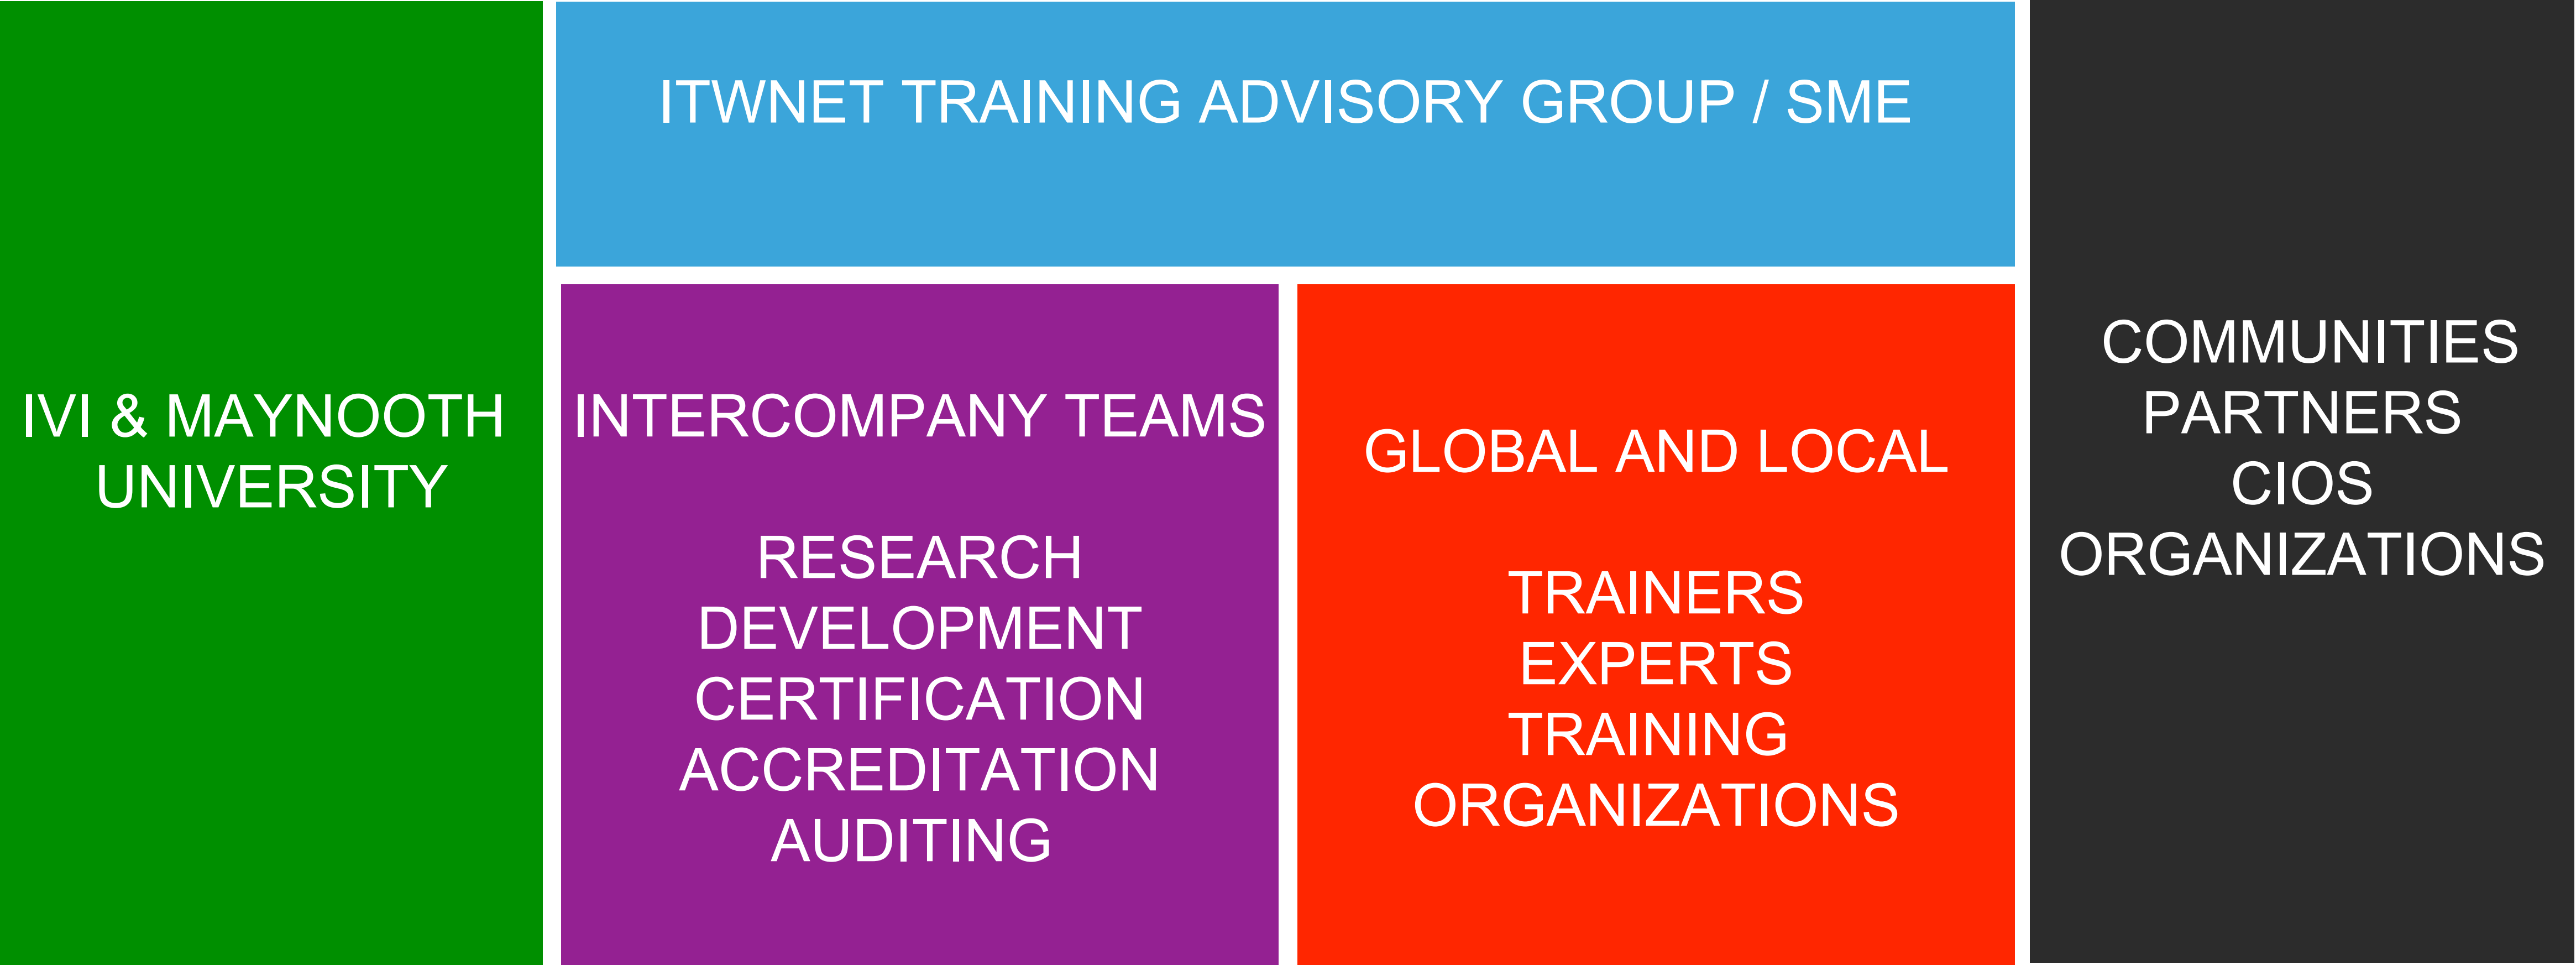 IVI & MAYNOOTH
UNIVERSITY
ITWNET TRAINING ADVISORY GROUP / SME
INTERCOMPANY TEAMS
RESEARCH
DEVELOPMENT
CERTIFICATION
ACCREDITATION
AUDITING
GLOBAL AND LOCAL
TRAINERS
EXPERTS
TRAINING
ORGANIZATIONS
COMMUNITIES
PARTNERS
CIOS
ORGANIZATIONS